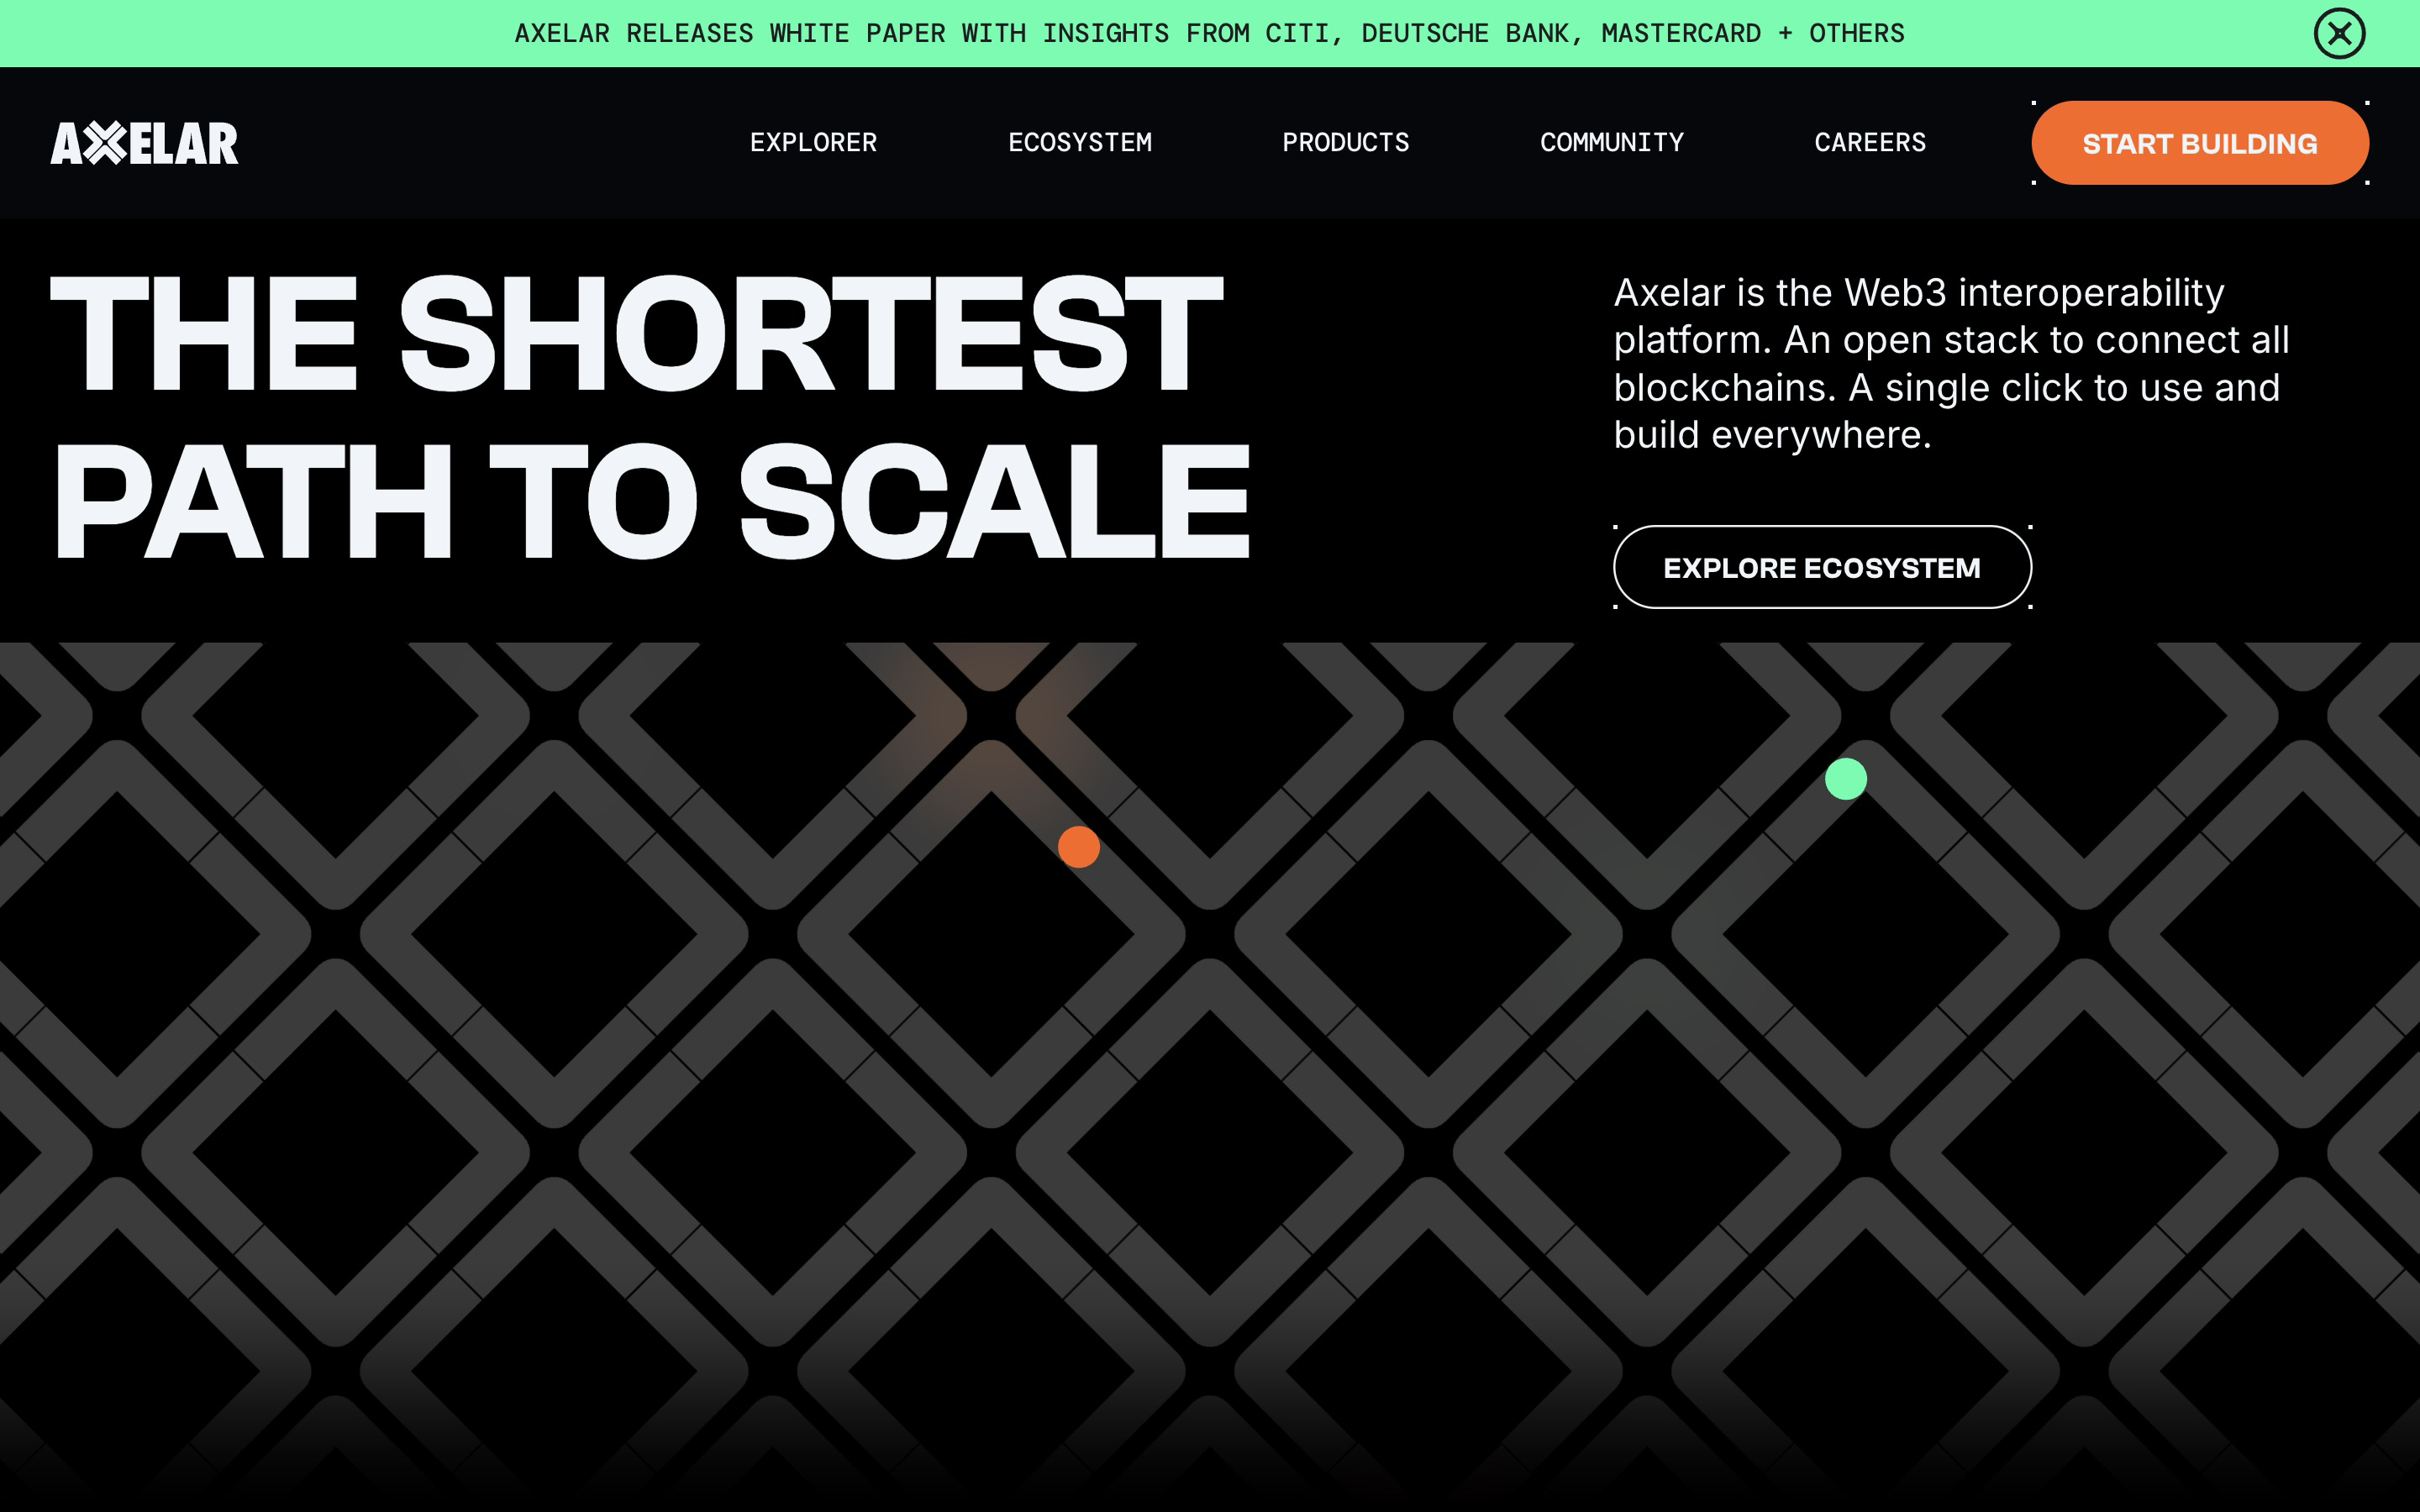 AXELAR RELEASES WHITE PAPER WITH INSIGHTS FROM CITI, DEUTSCHE BANK, MASTERCARD + OTHERS
AXELAR
EXPLORER
ECOSYSTEM
PRODUCTS
COMMUNITY
CAREERS
START BUILDING
THE SHORTEST
PATH TO SCALE
Axelar is the Web3 interoperability
platform. An open stack to connect all
blockchains. A single click to use and
build everywhere.
EXPLORE ECOSYSTEM